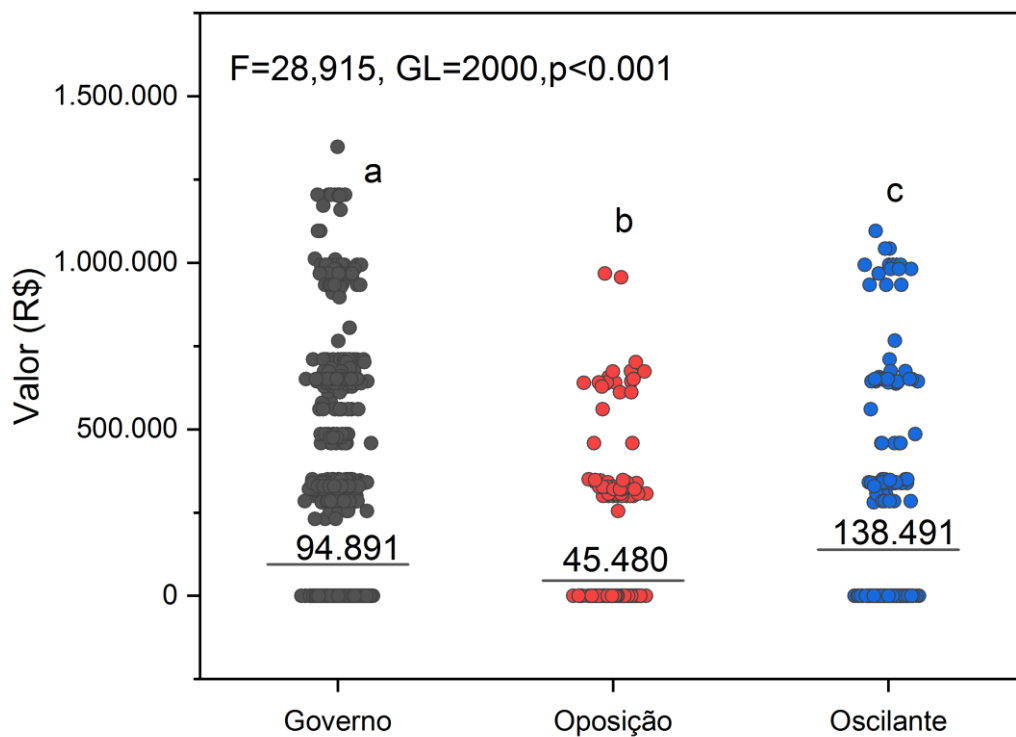 F=28,915, GL=2000,p<0.001
1.500.000
1.000.000
500.000
0
Valor (R$)
a
b
c
94.891
45.480
138.491
Governo
Oposição
Oscilante